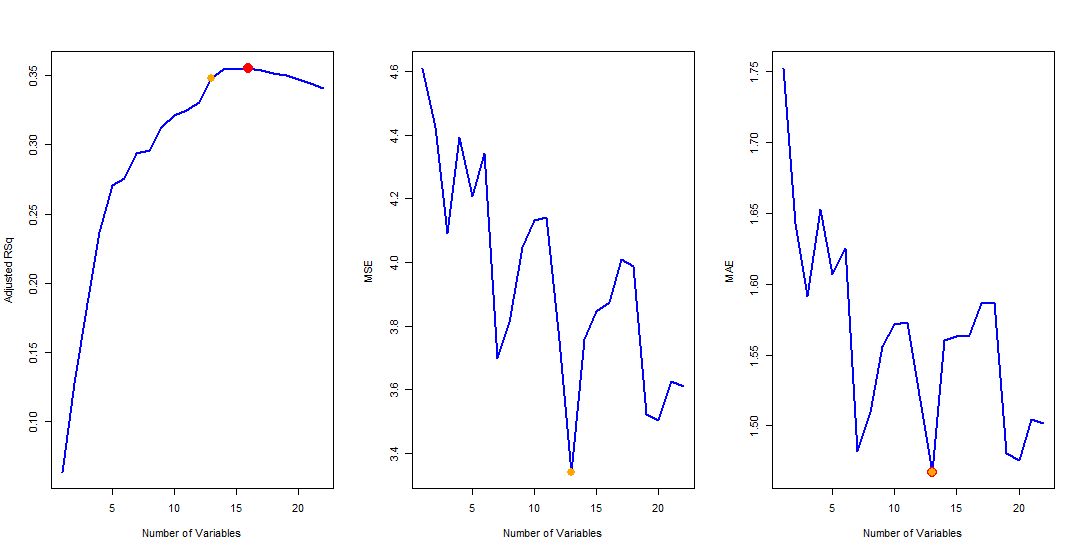 Adjusted RSq
0.35
0.30
0.25
0.20
0.15
0.10
5 10 15 20
Number of Variables
MSE
4.6
4.4
4.2
4.0
3.8
3.6
3.4
5 10 15 20
Number of Variables
MAE
1.75
1.70
1.65
1.60
1.55
1.50
5 10 15 20
Number of Variables